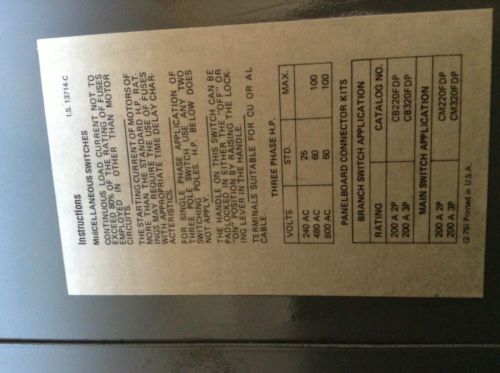 Instructions
I.S. 13714-C
MISCELLANEOUS SWITCHES
CONTINUOUS LOAD CURRENT NOT TO
EXCEED 80% OF THE RATING OF FUSES
EMPLOYED IN OTHER THAN MOTOR
CIRCUITS.
THE STARTING CURRENT OF MOTORS OF
MORE THAN THE STANDARD H.P. RAT-
INGS MAY REQUIRE THE USE OF FUSES
WITH APPROPRIATE TIME DELAY CHAR-
ACTERISTICS.
FOR SINGLE PHASE APPLICATION OF
THREE POLE SWITCH USE ANY TWO
SWITCHING POLES. H.P. BELOW DOES
NOT APPLY.
THE HANDLE ON THIS SWITCH CAN BE
PADLOCKED IN EITHER THE "OFF" OR
"ON" POSITION BY RAISING THE LOCK-
ING LEVER IN THE HANDLE.
TERMINALS SUITABLE FOR CU OR AL
CABLE.
THREE PHASE H.P.
VOLTS STD. MAX.
240 AC 25
480 AC 60 100
600 AC 60 100
PANELBOARD CONNECTOR KITS
BRANCH SWITCH APPLICATION
RATING CATALOG NO.
200 A 2P CB220FDP
200 A 3P CB320FDP
MAIN SWITCH APPLICATION
200 A 2P CM220FDP
200 A 3P CM320FDP
(2-75) Printed in U.S.A.